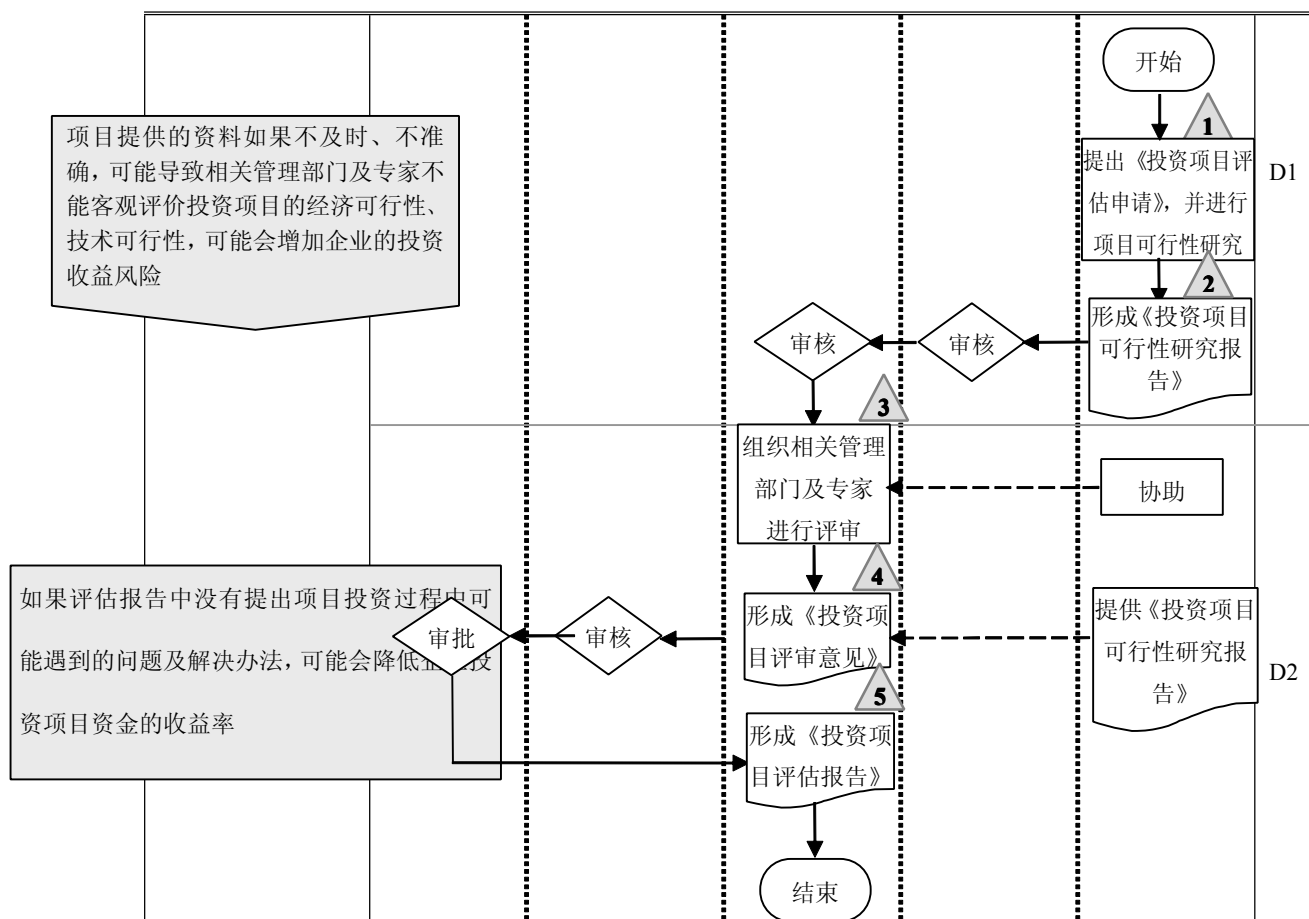 开始
1
提出《投资项目评
估申请》，并进行
项目可行性研究
D1
项目提供的资料如果不及时、不准
确，可能导致相关管理部门及专家不
能客观评价投资项目的经济可行性、
技术可行性，可能会增加企业的投资
收益风险
2
形成《投资项目
可行性研究报
告》
审核
审核
3
组织相关管理
部门及专家
进行评审
协助
4
如果评估报告中没有提出项目投资过程中可
能遇到的问题及解决办法，可能会降低
投
资项目资金的收益率
审批
审核
形成《投资项
目评审意见》
提供《投资项目
可行性研究报
告》
D2
5
形成《投资项
目评估报告》
结束